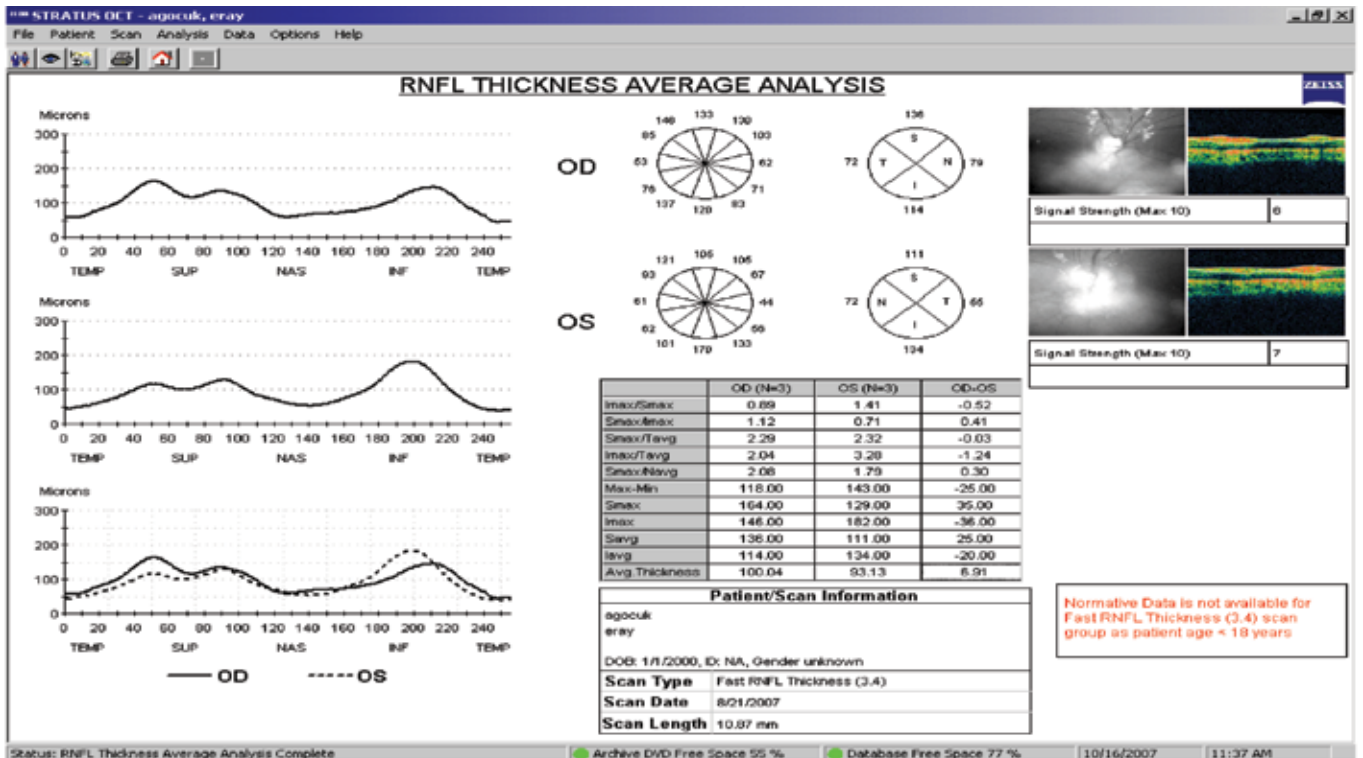 STRATUS OCT - agocuk, eray
File Patient Scan Analysis Data Options Help
RNFL THICKNESS AVERAGE ANALYSIS
ZEISS
Microns
300
200
100
0
0 20 40 60 80 100 120 140 160 180 200 220 240
TEMP SUP NAS INF TEMP
OD
133
146 139
85 103
53 62
76 71
137 83
128
136
S
72 T N 79
I
114
Signal Strength (Max 10) 6
Microns
300
200
100
0
0 20 40 60 80 100 120 140 160 180 200 220 240
TEMP SUP NAS INF TEMP
OS
106
121 106
93 67
61 44
62 56
101 133
170
111
S
72 N T 55
I
134
Signal Strength (Max 10) 7
Microns
300
200
100
0
0 20 40 60 80 100 120 140 160 180 200 220 240
TEMP SUP NAS INF TEMP
OD OS
OD (N=3) OS (N=3) OD-OS
Imax/Smax 0.89 1.41 -0.52
Smax/Imax 1.12 0.71 0.41
Smax/Tavg 2.29 2.32 -0.03
Imax/Tavg 2.04 3.28 -1.24
Smax/Navg 2.08 1.79 0.30
Max-Min 118.00 143.00 -25.00
Smax 164.00 129.00 35.00
Imax 146.00 182.00 -36.00
Savg 136.00 111.00 25.00
Iavg 114.00 134.00 -20.00
Avg.Thickness 100.04 93.13 6.91
Patient/Scan Information
agocuk
eray
DOB: 1/1/2000, ID: NA, Gender unknown
Scan Type Fast RNFL Thickness (3.4)
Scan Date 8/21/2007
Scan Length 10.87 mm
Normative Data is not available for
Fast RNFL Thickness (3.4) scan
group as patient age < 18 years
Status: RNFL Thickness Average Analysis Complete Archive DVD Free Space 55 % Database Free Space 77 % 10/16/2007 11:37 AM